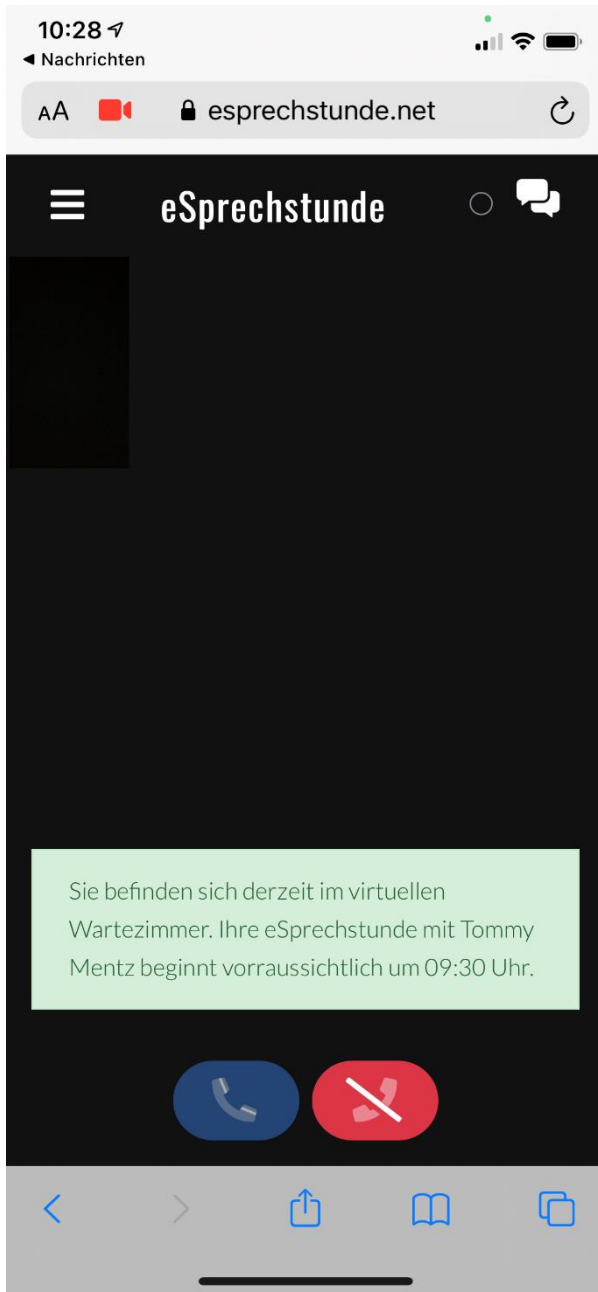 10:28
◀ Nachrichten
AA esprechstunde.net
eSprechstunde
Sie befinden sich derzeit im virtuellen
Wartezimmer. Ihre eSprechstunde mit Tommy
Mentz beginnt vorraussichtlich um 09:30 Uhr.